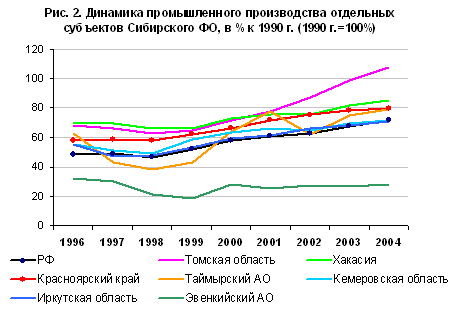 Рис. 2. Динамика промышленного производства отдельных
субъектов Сибирского ФО, в % к 1990 г. (1990 г.=100%)
120
100
80
60
40
20
0
1996 1997 1998 1999 2000 2001 2002 2003 2004
РФ Томская область Хакасия
Красноярский край Таймырский АО Кемеровская область
Иркутская область Эвенкийский АО